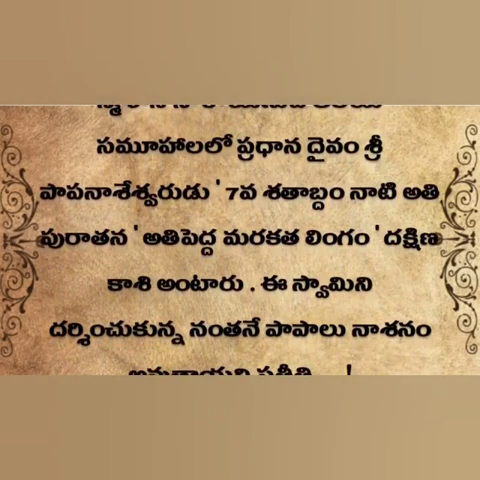 సమూహాలలో ప్రధాన దైవం శ్రీ
పాపనాశేశ్వరుడు ' 7వ శతాబ్దం నాటి అతి
పురాతన ' అతిపెద్ద మరకత లింగం ' దక్షిణ
కాశి అంటారు . ఈ స్వామిని
దర్శించుకున్న నంతనే పాపాలు నాశనం